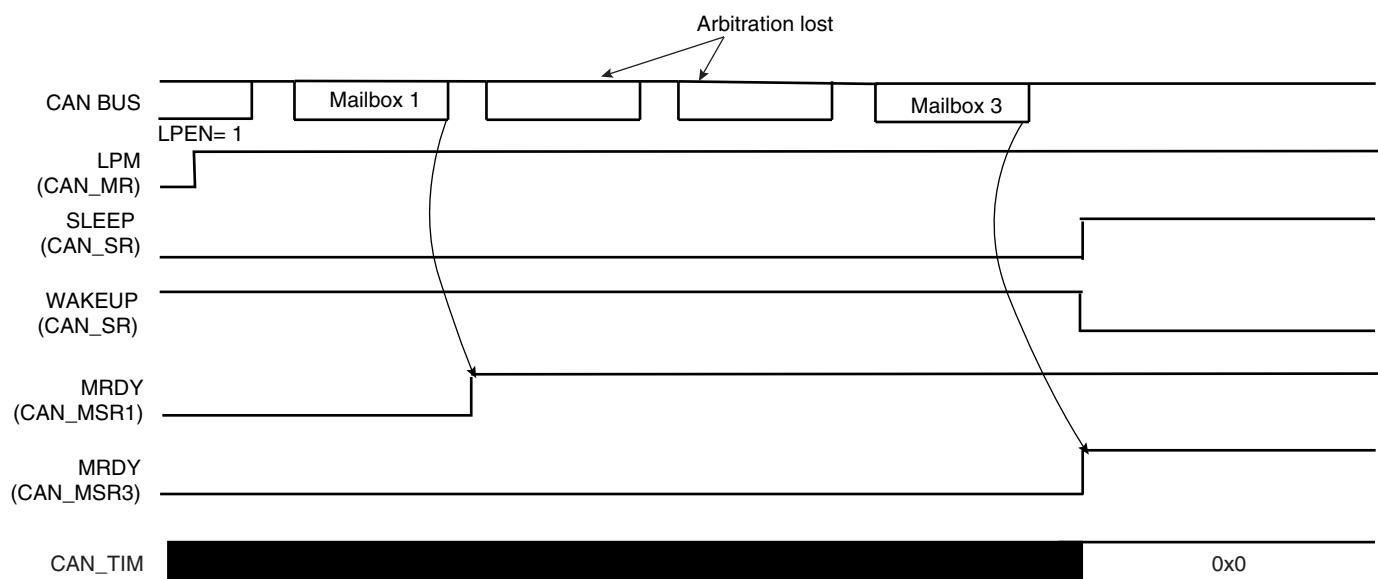 Arbitration lost
CAN BUS
Mailbox 1
Mailbox 3
LPEN= 1
LPM
(CAN_MR)
SLEEP
(CAN_SR)
WAKEUP
(CAN_SR)
MRDY
(CAN_MSR1)
MRDY
(CAN_MSR3)
CAN_TIM
0x0